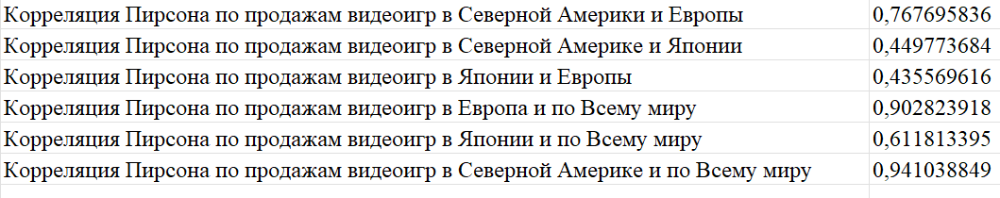 Корреляция Пирсона по продажам видеоигр в Северной Америки и Европы 0,767695836
Корреляция Пирсона по продажам видеоигр в Северной Америке и Японии 0,449773684
Корреляция Пирсона по продажам видеоигр в Японии и Европы 0,435569616
Корреляция Пирсона по продажам видеоигр в Европа и по Всему миру 0,902823918
Корреляция Пирсона по продажам видеоигр в Японии и по Всему миру 0,611813395
Корреляция Пирсона по продажам видеоигр в Северной Америке и по Всему миру 0,941038849